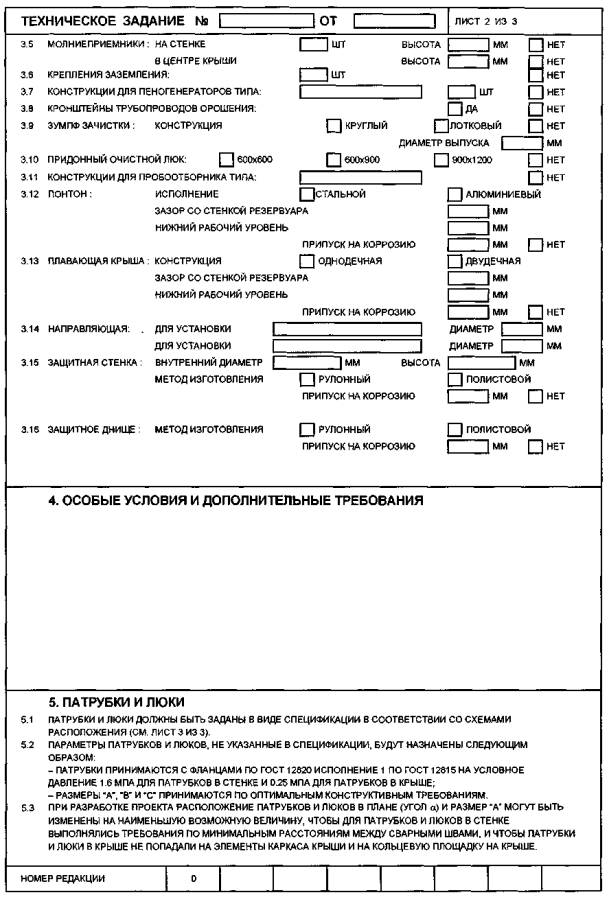 ТЕХНИЧЕСКОЕ ЗАДАНИЕ № ОТ ЛИСТ 2 ИЗ 3
3.5 МОЛНИЕПРИЕМНИКИ : НА СТЕНКЕ ШТ ВЫСОТА ММ НЕТ
В ЦЕНТРЕ КРЫШИ ВЫСОТА ММ НЕТ
3.6 КРЕПЛЕНИЯ ЗАЗЕМЛЕНИЯ: ШТ НЕТ
3.7 КОНСТРУКЦИИ ДЛЯ ПЕНОГЕНЕРАТОРОВ ТИПА: ШТ НЕТ
3.8 КРОНШТЕЙНЫ ТРУБОПРОВОДОВ ОРОШЕНИЯ: ДА НЕТ
3.9 ЗУМПФ ЗАЧИСТКИ : КОНСТРУКЦИЯ КРУГЛЫЙ ЛОТКОВЫЙ НЕТ
ДИАМЕТР ВЫПУСКА ММ
3.10 ПРИДОННЫЙ ОЧИСТНОЙ ЛЮК: 600х600 600х900 900х1200 НЕТ
3.11 КОНСТРУКЦИИ ДЛЯ ПРОБООТБОРНИКА ТИПА: НЕТ
3.12 ПОНТОН : ИСПОЛНЕНИЕ СТАЛЬНОЙ АЛЮМИНИЕВЫЙ
ЗАЗОР СО СТЕНКОЙ РЕЗЕРВУАРА ММ
НИЖНИЙ РАБОЧИЙ УРОВЕНЬ ММ
ПРИПУСК НА КОРРОЗИЮ ММ НЕТ
3.13 ПЛАВАЮЩАЯ КРЫША : КОНСТРУКЦИЯ ОДНОДЕЧНАЯ ДВУДЕЧНАЯ
ЗАЗОР СО СТЕНКОЙ РЕЗЕРВУАРА ММ
НИЖНИЙ РАБОЧИЙ УРОВЕНЬ ММ
ПРИПУСК НА КОРРОЗИЮ ММ НЕТ
3.14 НАПРАВЛЯЮЩАЯ: ДЛЯ УСТАНОВКИ ДИАМЕТР ММ
ДЛЯ УСТАНОВКИ ДИАМЕТР ММ
3.15 ЗАЩИТНАЯ СТЕНКА : ВНУТРЕННИЙ ДИАМЕТР ММ ВЫСОТА ММ
МЕТОД ИЗГОТОВЛЕНИЯ РУЛОННЫЙ ПОЛИСТОВОЙ
ПРИПУСК НА КОРРОЗИЮ ММ НЕТ
3.15 ЗАЩИТНОЕ ДНИЩЕ : МЕТОД ИЗГОТОВЛЕНИЯ РУЛОННЫЙ ПОЛИСТОВОЙ
ПРИПУСК НА КОРРОЗИЮ ММ НЕТ
4. ОСОБЫЕ УСЛОВИЯ И ДОПОЛНИТЕЛЬНЫЕ ТРЕБОВАНИЯ
5. ПАТРУБКИ И ЛЮКИ
5.1 ПАТРУБКИ И ЛЮКИ ДОЛЖНЫ БЫТЬ ЗАДАНЫ В ВИДЕ СПЕЦИФИКАЦИИ В СООТВЕТСТВИИ СО СХЕМАМИ
РАСПОЛОЖЕНИЯ (СМ. ЛИСТ 3 ИЗ 3).
5.2 ПАРАМЕТРЫ ПАТРУБКОВ И ЛЮКОВ, НЕ УКАЗАННЫЕ В СПЕЦИФИКАЦИИ, БУДУТ НАЗНАЧЕНЫ СЛЕДУЮЩИМ
ОБРАЗОМ:
– ПАТРУБКИ ПРИНИМАЮТСЯ С ФЛАНЦАМИ ПО ГОСТ 12820 ИСПОЛНЕНИЕ 1 ПО ГОСТ 12815 НА УСЛОВНОЕ
ДАВЛЕНИЕ 1.6 МПА ДЛЯ ПАТРУБКОВ В СТЕНКЕ И 0.25 МПА ДЛЯ ПАТРУБКОВ В КРЫШЕ;
– РАЗМЕРЫ "А", "В" И "С" ПРИНИМАЮТСЯ ПО ОПТИМАЛЬНЫМ КОНСТРУКТИВНЫМ ТРЕБОВАНИЯМ.
5.3 ПРИ РАЗРАБОТКЕ ПРОЕКТА РАСПОЛОЖЕНИЕ ПАТРУБКОВ И ЛЮКОВ В ПЛАНЕ (УГОЛ α) И РАЗМЕР "А" МОГУТ БЫТЬ
ИЗМЕНЕНЫ НА НАИМЕНЬШУЮ ВОЗМОЖНУЮ ВЕЛИЧИНУ, ЧТОБЫ ДЛЯ ПАТРУБКОВ И ЛЮКОВ В СТЕНКЕ
ВЫПОЛНЯЛИСЬ ТРЕБОВАНИЯ ПО МИНИМАЛЬНЫМ РАССТОЯНИЯМ МЕЖДУ СВАРНЫМИ ШВАМИ, И ЧТОБЫ ПАТРУБКИ
И ЛЮКИ В КРЫШЕ НЕ ПОПАДАЛИ НА ЭЛЕМЕНТЫ КАРКАСА КРЫШИ И НА КОЛЬЦЕВУЮ ПЛОЩАДКУ НА КРЫШЕ.
НОМЕР РЕДАКЦИИ 0